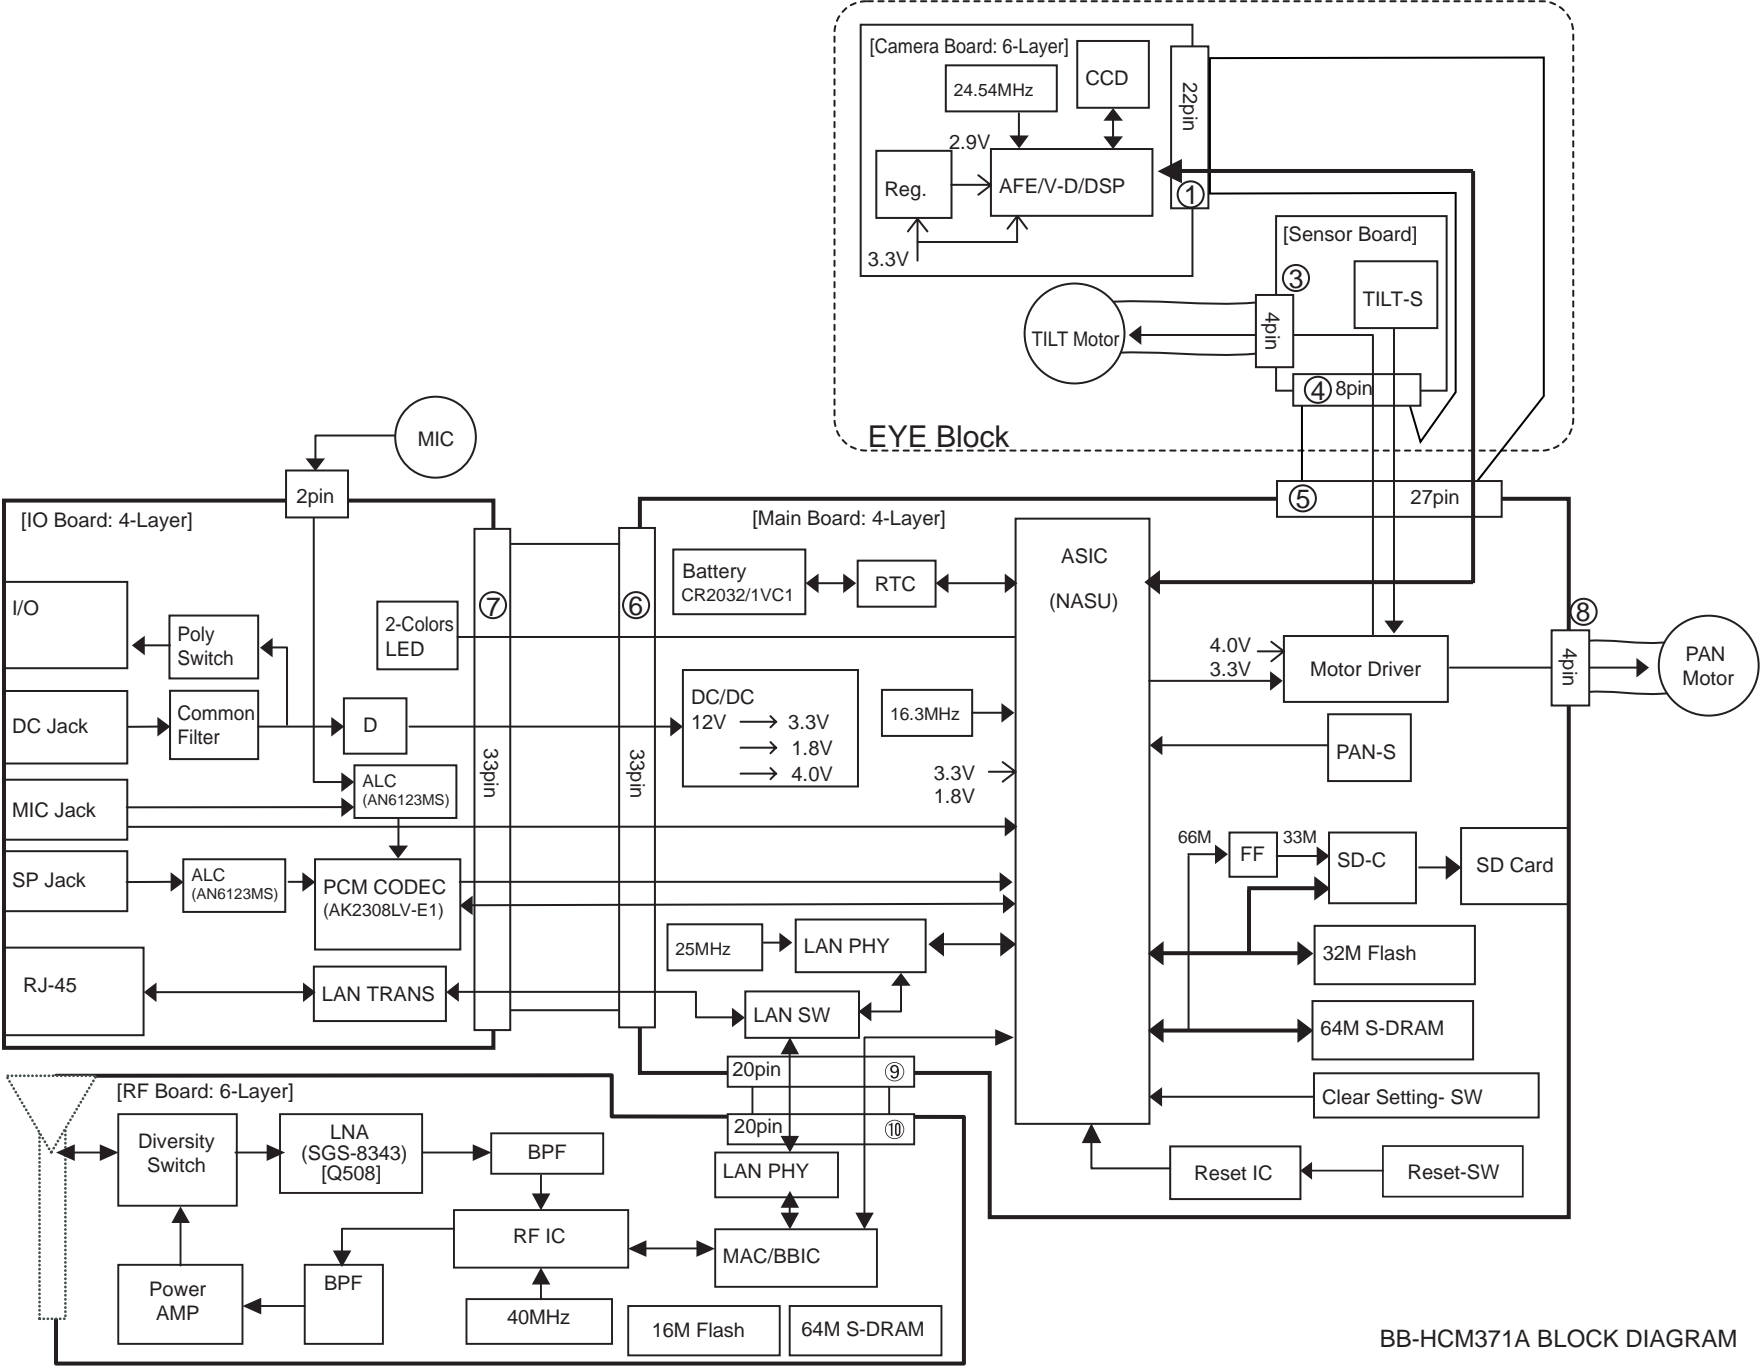 [Camera Board: 6-Layer]
CCD
24.54MHz
22pin
2.9V
Reg.
AFE/V-D/DSP
①
3.3V
[Sensor Board]
③
TILT-S
TILT Motor
4pin
④ 8pin
EYE Block
MIC
2pin
⑤ 27pin
[IO Board: 4-Layer]
I/O
Poly
Switch
2-Colors
LED
⑦
33pin
DC Jack
Common
Filter
D
MIC Jack
ALC
(AN6123MS)
SP Jack
ALC
(AN6123MS)
PCM CODEC
(AK2308LV-E1)
RJ-45
LAN TRANS
[Main Board: 4-Layer]
⑥
33pin
Battery
CR2032/1VC1
RTC
ASIC
(NASU)
DC/DC
12V
3.3V
1.8V
4.0V
16.3MHz
3.3V
1.8V
4.0V
3.3V
Motor Driver
⑧
4pin
PAN
Motor
PAN-S
66M
FF
33M
SD-C
SD Card
25MHz
LAN PHY
32M Flash
LAN SW
64M S-DRAM
20pin ⑨
Clear Setting- SW
Reset IC
Reset-SW
[RF Board: 6-Layer]
20pin ⑩
Diversity
Switch
LNA
(SGS-8343)
[Q508]
BPF
LAN PHY
RF IC
MAC/BBIC
Power
AMP
BPF
40MHz
16M Flash
64M S-DRAM
BB-HCM371A BLOCK DIAGRAM